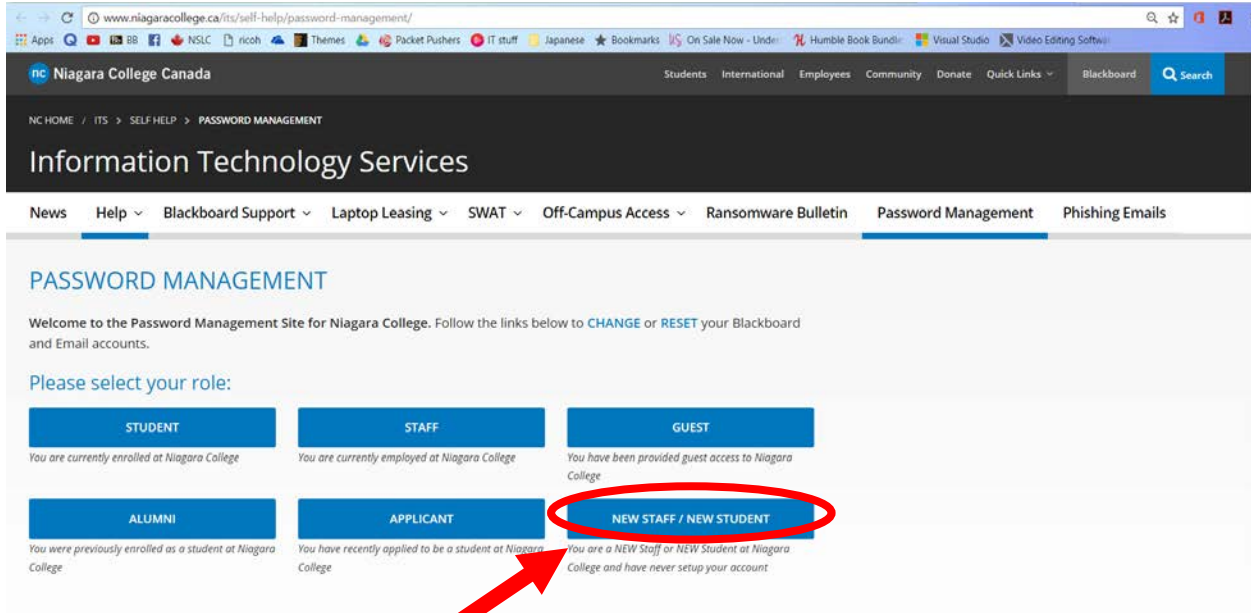 www.niagaracollege.ca/its/self-help/password-management/
Apps BB NSLC ricoh Themes Packet Pushers IT stuff Japanese Bookmarks On Sale Now - Unde Humble Book Bundle Visual Studio Video Editing Softwa
nc Niagara College Canada Students International Employees Community Donate Quick Links Blackboard Search
NC HOME / ITS > SELF HELP > PASSWORD MANAGEMENT
Information Technology Services
News Help Blackboard Support Laptop Leasing SWAT Off-Campus Access Ransomware Bulletin Password Management Phishing Emails
PASSWORD MANAGEMENT
Welcome to the Password Management Site for Niagara College. Follow the links below to CHANGE or RESET your Blackboard
and Email accounts.
Please select your role:
STUDENT STAFF GUEST
You are currently enrolled at Niagara College You are currently employed at Niagara College You have been provided guest access to Niagara
College
ALUMNI APPLICANT NEW STAFF / NEW STUDENT
You were previously enrolled as a student at Niagara You have recently applied to be a student at Niagara You are a NEW Staff or NEW Student at Niagara
College College College and have never setup your account